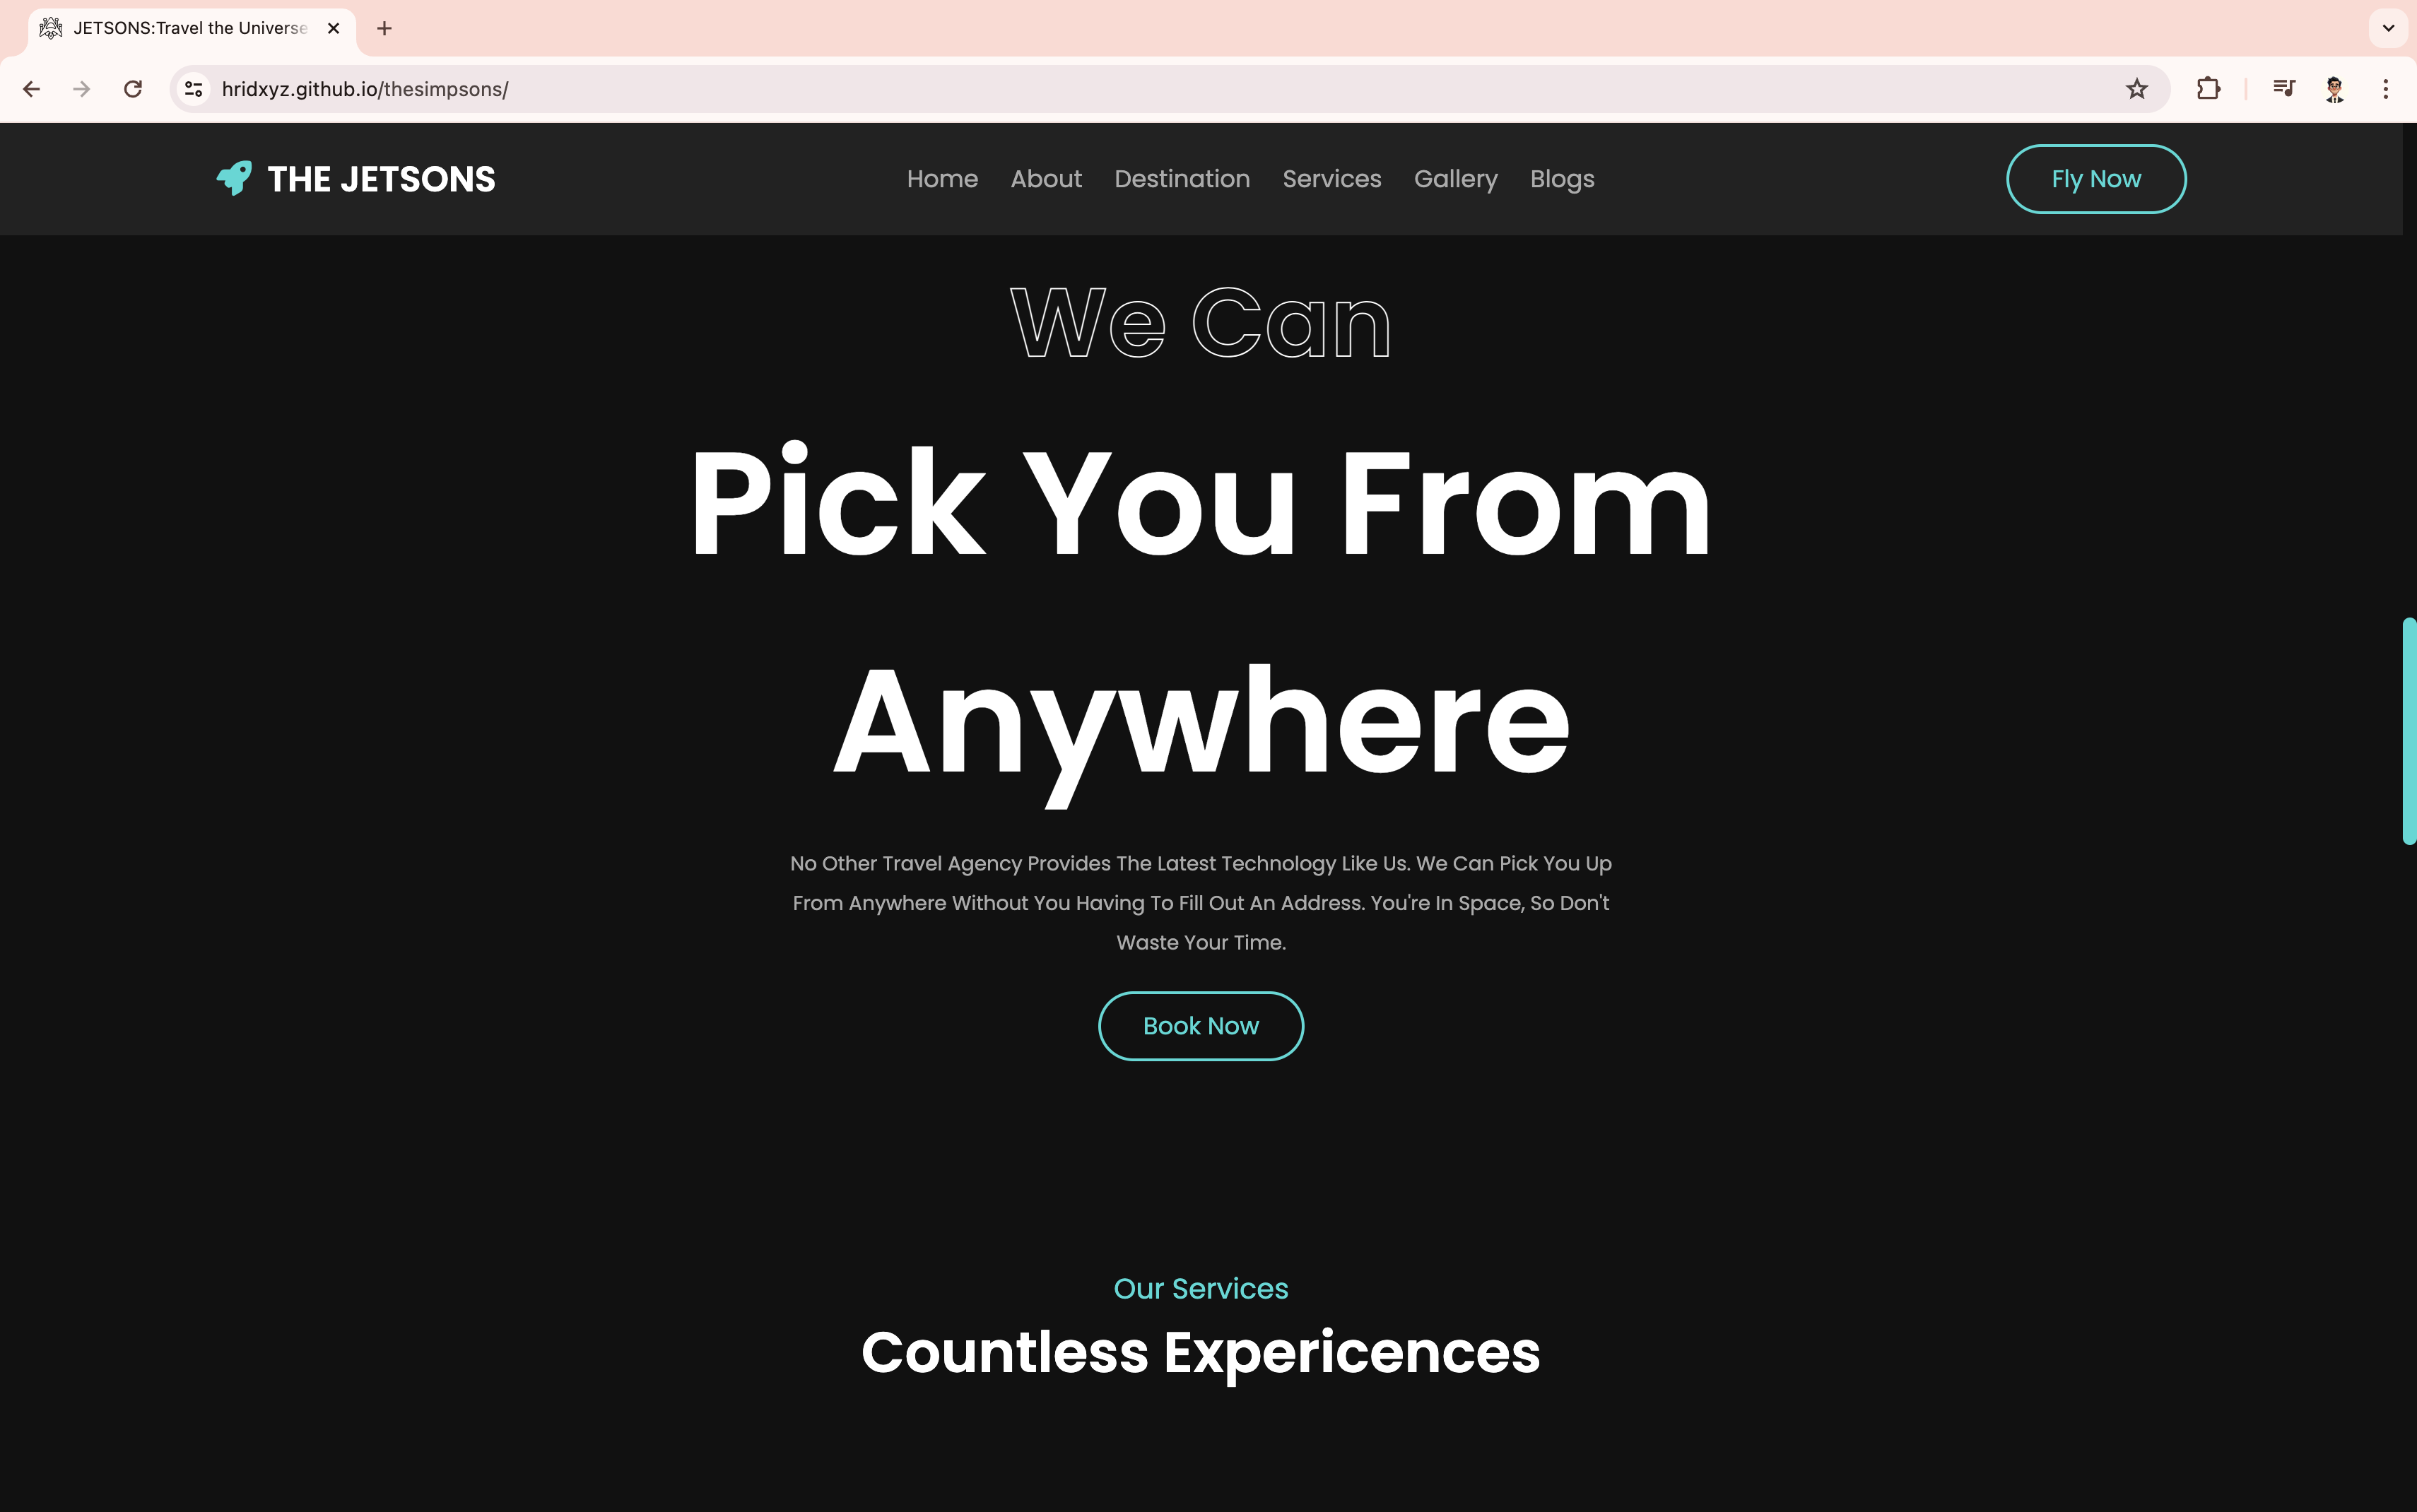 JETSONS:Travel the Universe
hridxyz.github.io/thesimpsons/
THE JETSONS
Home About Destination Services Gallery Blogs
Fly Now
We Can
Pick You From
Anywhere
No Other Travel Agency Provides The Latest Technology Like Us. We Can Pick You Up
From Anywhere Without You Having To Fill Out An Address. You're In Space, So Don't
Waste Your Time.
Book Now
Our Services
Countless Expericences